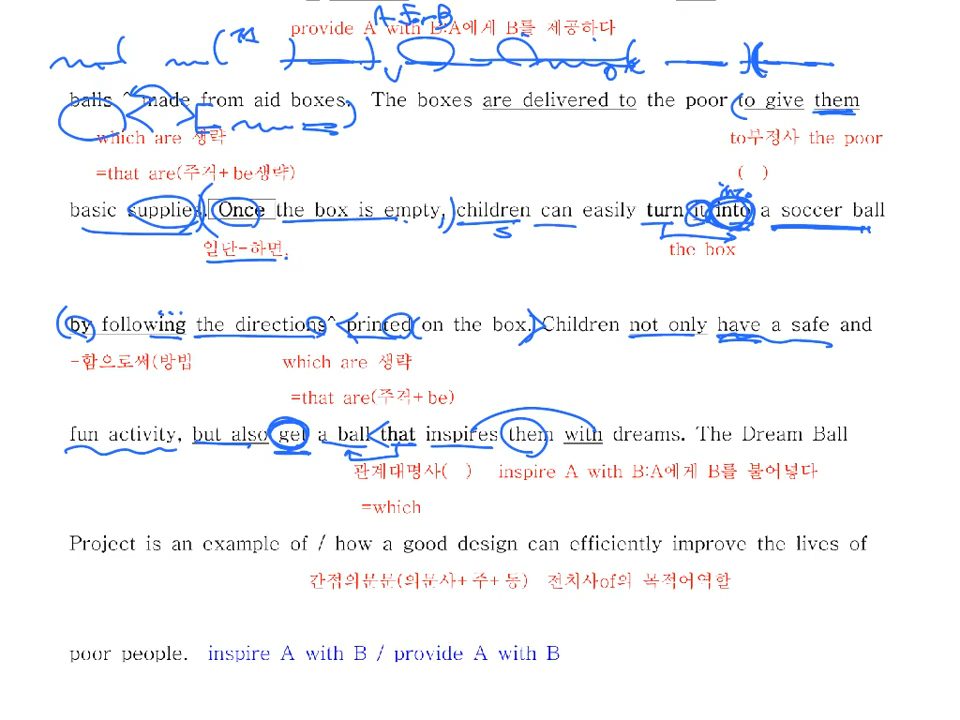 A for B
provide A with B:A에게 B를 제공하다
balls ^ made from aid boxes. The boxes are delivered to the poor to give them
which are 생략 to부정사 the poor
=that are(주격+be생략) ( )
basic supplies. Once the box is empty, children can easily turn it into a soccer ball
일단-하면. the box
by following the directions^ printed on the box. Children not only have a safe and
-함으로써(방법 which are 생략
=that are(주격+be)
fun activity, but also get a ball that inspires them with dreams. The Dream Ball
관계대명사( ) inspire A with B:A에게 B를 불어넣다
=which
Project is an example of / how a good design can efficiently improve the lives of
간접의문문(의문사+주+동) 전치사of의 목적어역할
poor people. inspire A with B / provide A with B